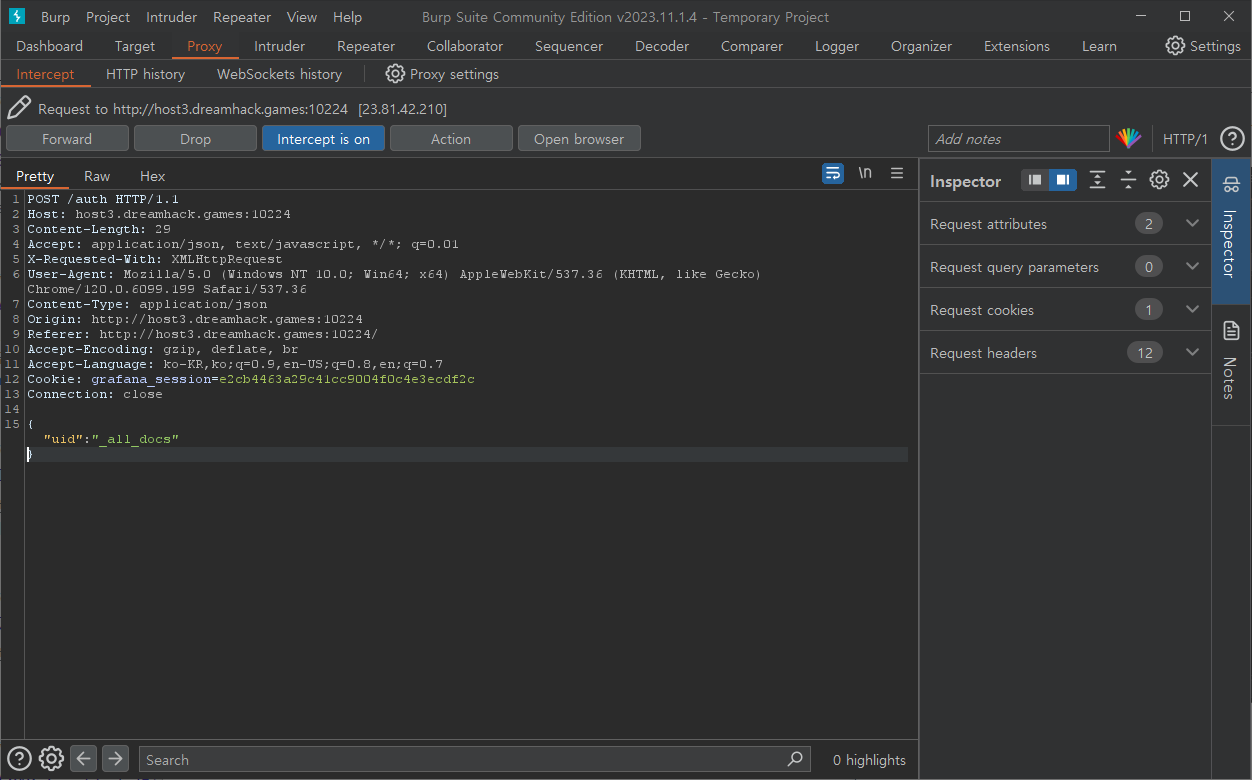 Burp Project Intruder Repeater View Help Burp Suite Community Edition v2023.11.1.4 - Temporary Project
Dashboard Target Proxy Intruder Repeater Collaborator Sequencer Decoder Comparer Logger Organizer Extensions Learn Settings
Intercept HTTP history WebSockets history Proxy settings
Request to http://host3.dreamhack.games:10224 [23.81.42.210]
Forward Drop Intercept is on Action Open browser Add notes HTTP/1
Pretty Raw Hex \n
1 POST /auth HTTP/1.1
2 Host: host3.dreamhack.games:10224
3 Content-Length: 29
4 Accept: application/json, text/javascript, */*; q=0.01
5 X-Requested-With: XMLHttpRequest
6 User-Agent: Mozilla/5.0 (Windows NT 10.0; Win64; x64) AppleWebKit/537.36 (KHTML, like Gecko)
Chrome/120.0.6099.199 Safari/537.36
7 Content-Type: application/json
8 Origin: http://host3.dreamhack.games:10224
9 Referer: http://host3.dreamhack.games:10224/
10 Accept-Encoding: gzip, deflate, br
11 Accept-Language: ko-KR,ko;q=0.9,en-US;q=0.8,en;q=0.7
12 Cookie: grafana_session=e2cb4463a29c41cc9004f0c4e3ecdf2c
13 Connection: close
14
15 {
"uid":"_all_docs"
}
Inspector
Request attributes 2
Request query parameters 0
Request cookies 1
Request headers 12
Inspector
Notes
Search 0 highlights